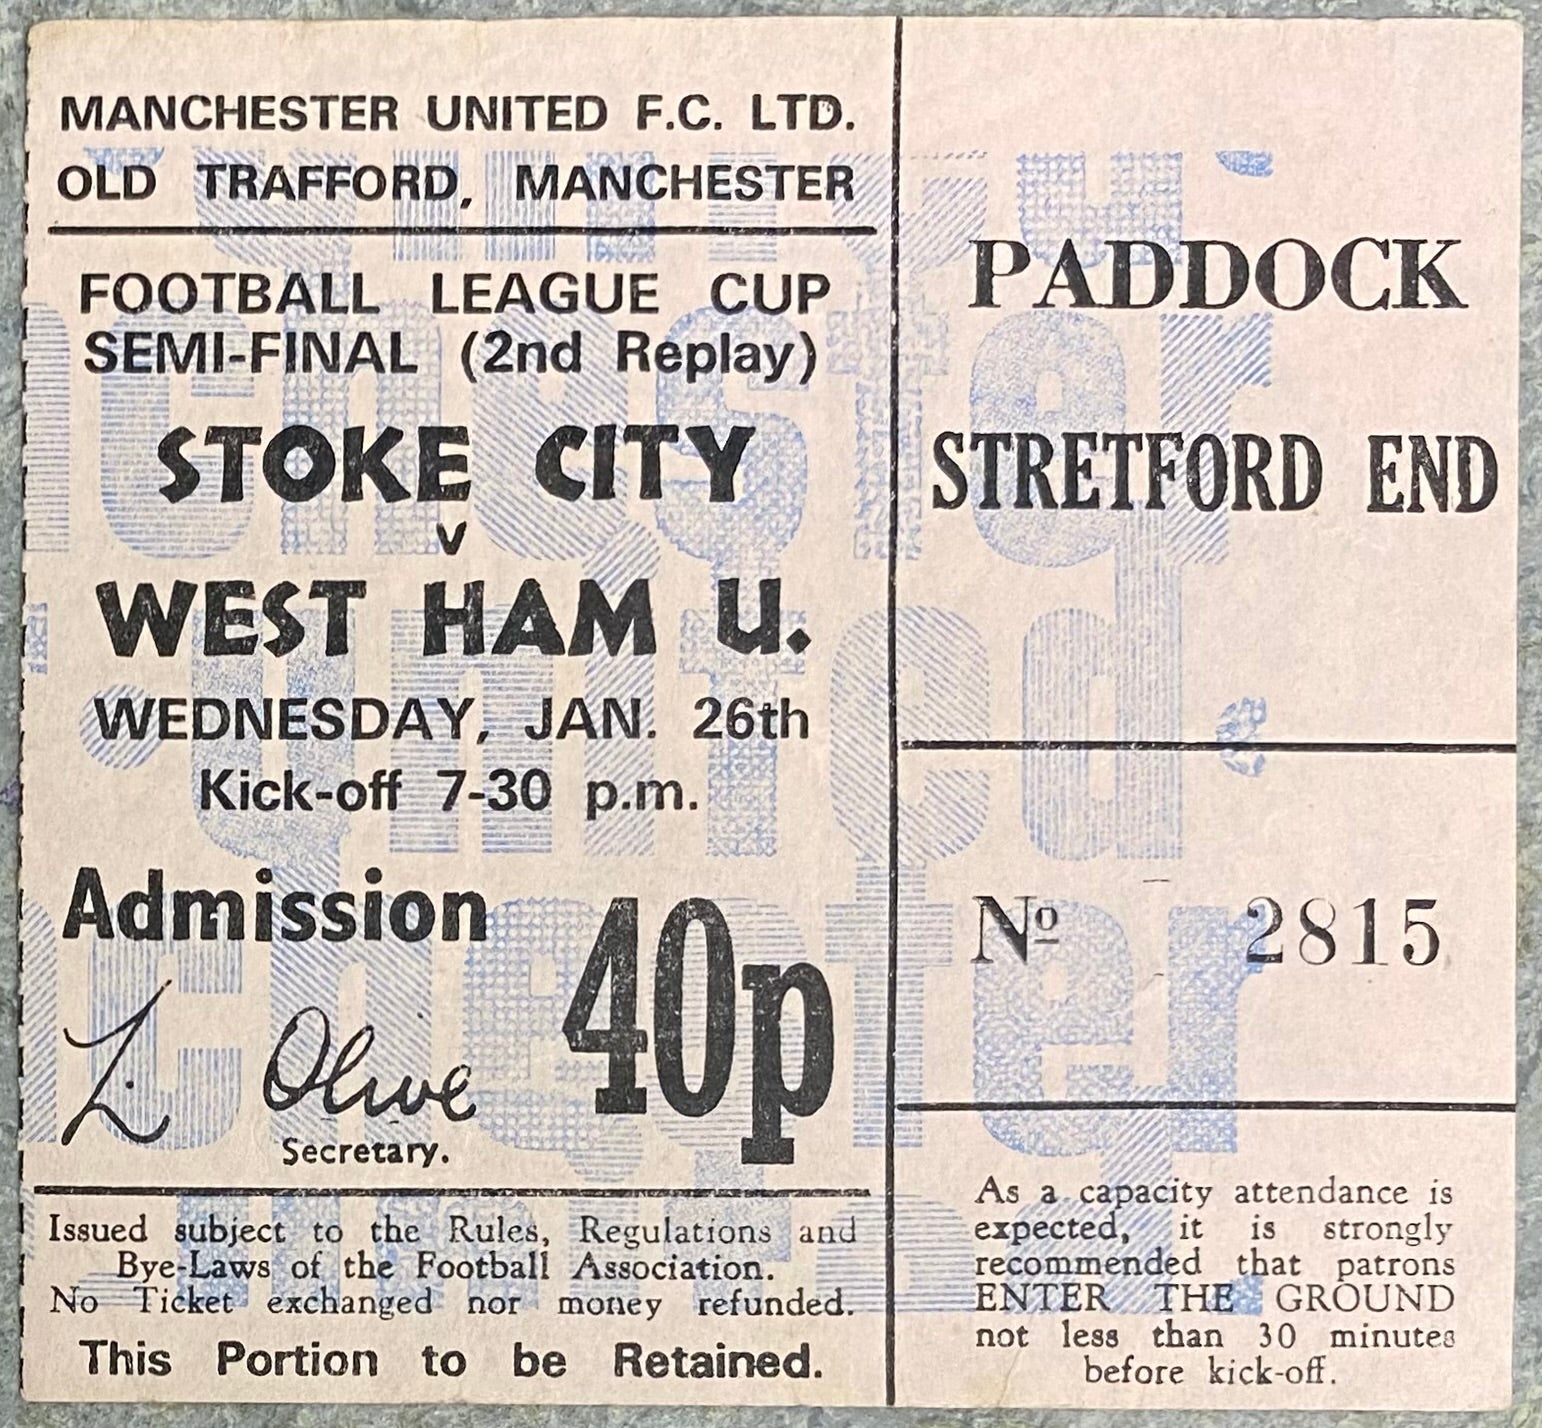 MANCHESTER UNITED F.C. LTD.
OLD TRAFFORD, MANCHESTER
FOOTBALL LEAGUE CUP
SEMI-FINAL (2nd Replay)
STOKE CITY
v
WEST HAM U.
WEDNESDAY, JAN. 26th
Kick-off 7-30 p.m.
Admission 40p
L. Olive
Secretary.
Issued subject to the Rules, Regulations and
Bye-Laws of the Football Association.
No Ticket exchanged nor money refunded.
This Portion to be Retained.
PADDOCK
STRETFORD END
Nº 2815
As a capacity attendance is
expected, it is strongly
recommended that patrons
ENTER THE GROUND
not less than 30 minutes
before kick-off.